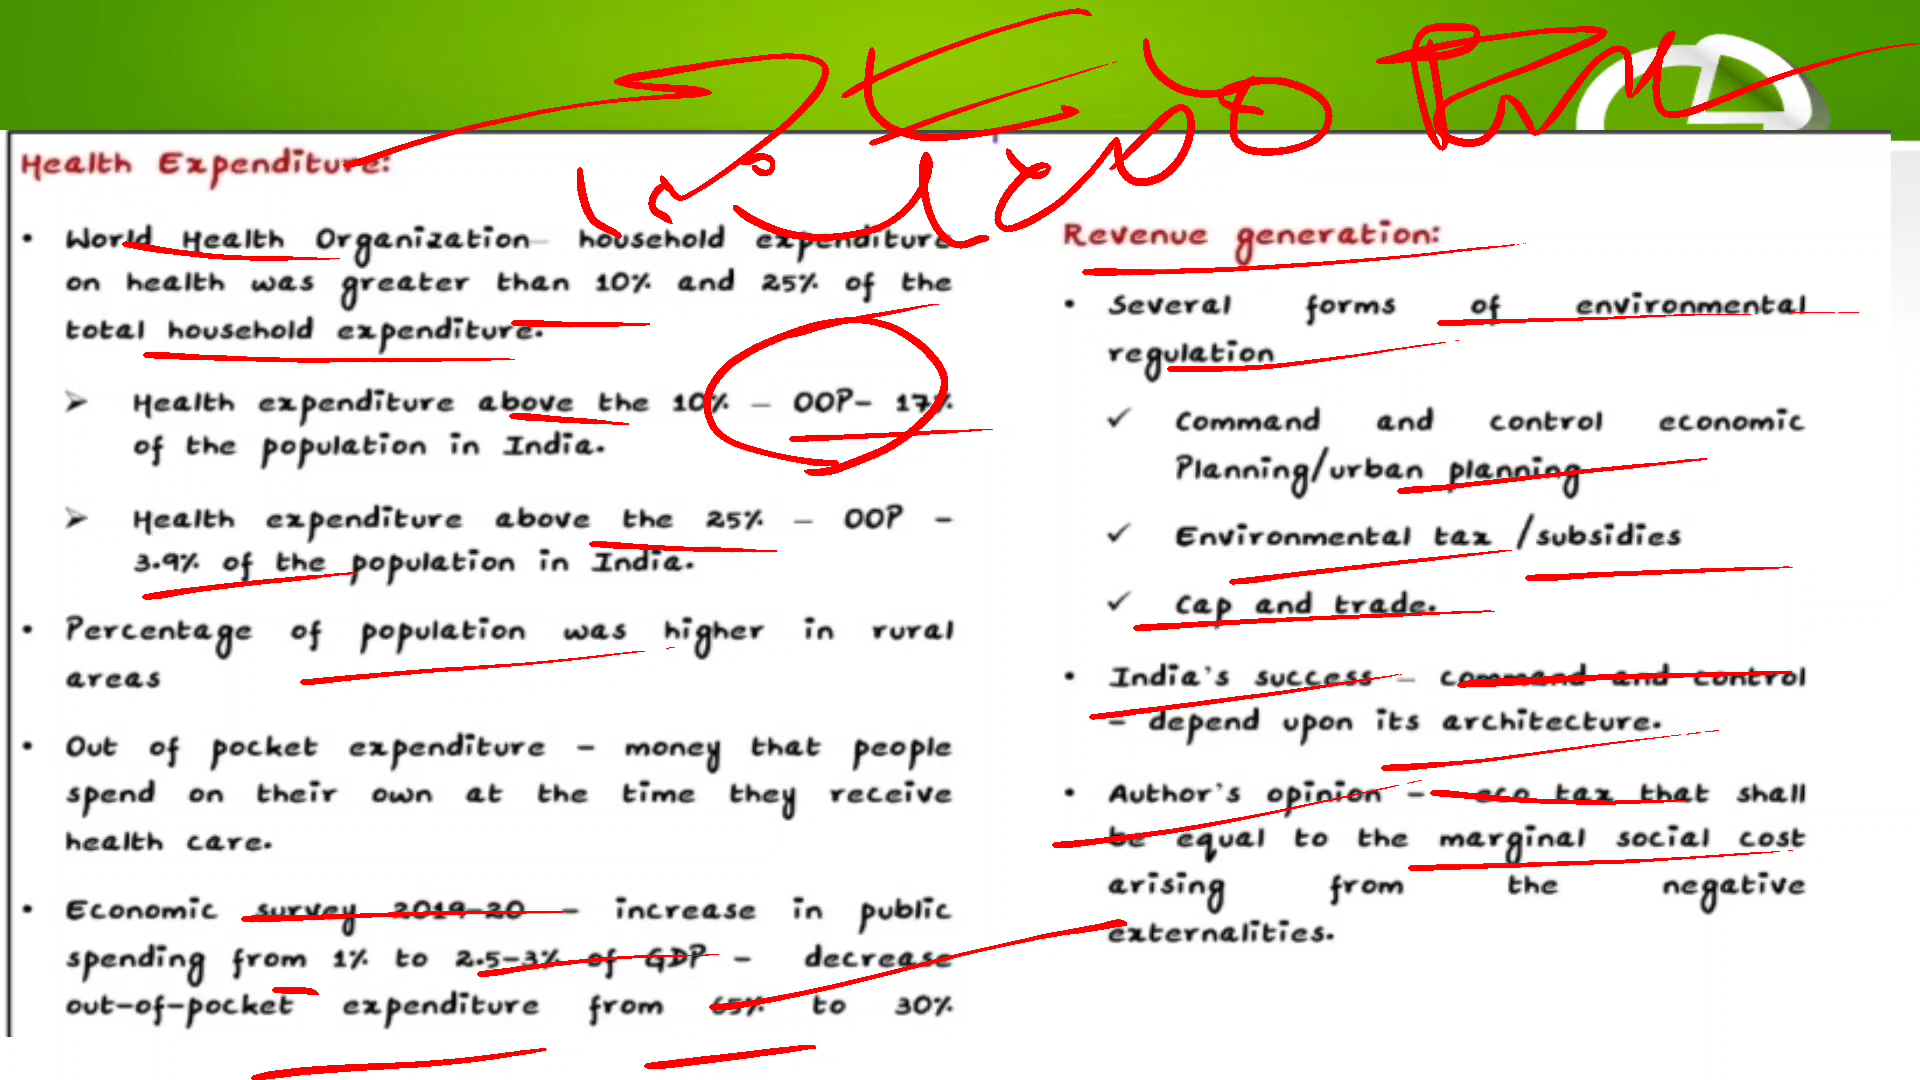 Health Expenditure:
• World Health Organization– household expenditure
on health was greater than 10% and 25% of the
total household expenditure.
➢ Health expenditure above the 10% – OOP– 17%
of the population in India.
➢ Health expenditure above the 25% – OOP –
3.9% of the population in India.
• Percentage of population was higher in rural
areas
• Out of pocket expenditure – money that people
spend on their own at the time they receive
health care.
• Economic survey 2019-20 – increase in public
spending from 1% to 2.5-3% of GDP – decrease
out-of-pocket expenditure from 65% to 30%
Revenue generation:
• Several forms of environmental
regulation
✓ Command and control economic
Planning/urban planning
✓ Environmental tax /subsidies
✓ Cap and trade.
• India's success – command and control
– depend upon its architecture.
• Author's opinion – eco tax that shall
be equal to the marginal social cost
arising from the negative
externalities.